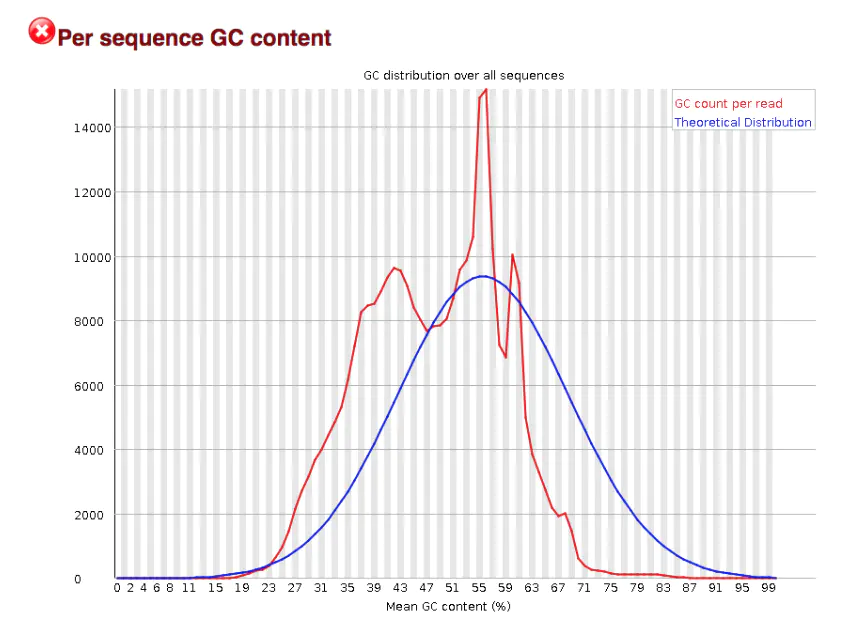 Per sequence GC content
GC distribution over all sequences
GC count per read
Theoretical Distribution
14000
12000
10000
8000
6000
4000
2000
0
0 2 4 6 8 11 15 19 23 27 31 35 39 43 47 51 55 59 63 67 71 75 79 83 87 91 95 99
Mean GC content (%)